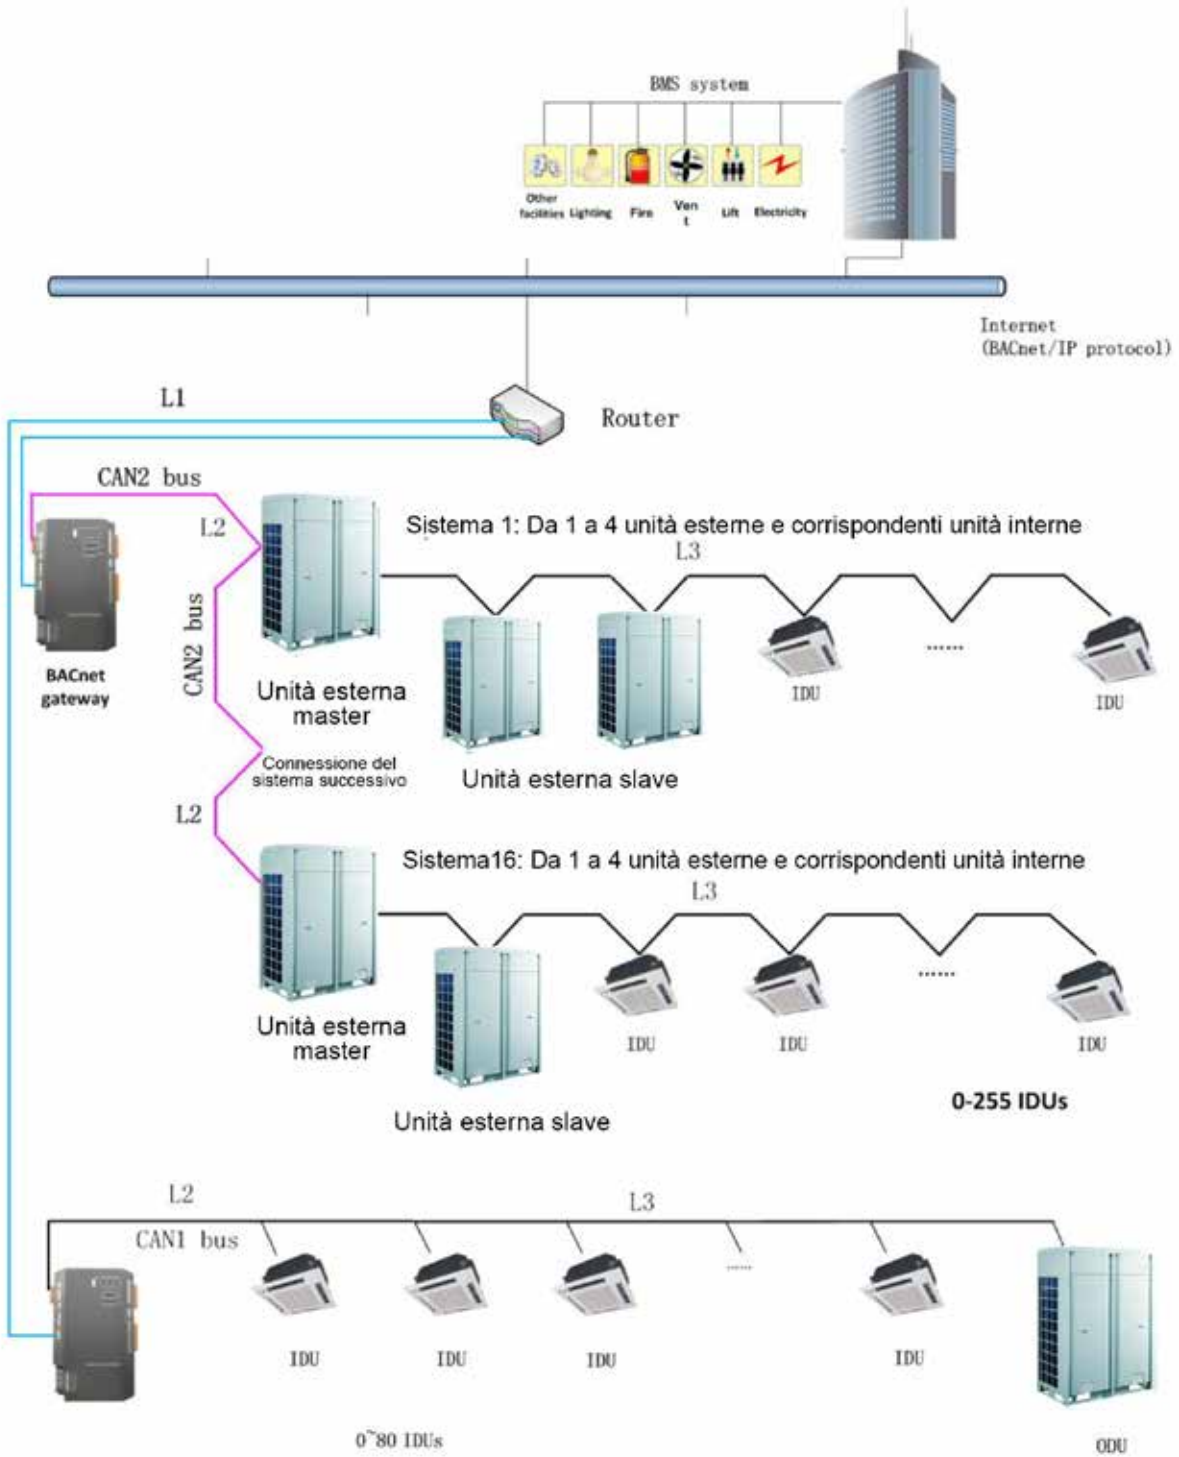 BMS system
Other
facilities
Lighting
Fire
Ven
t
Lift
Electricity
Internet
(BACnet/IP protocol)
L1
Router
CAN2 bus
L2
Sistema 1: Da 1 a 4 unità esterne e corrispondenti unità interne
L3
CAN2 bus
BACnet
gateway
Unità esterna
master
IDU
......
IDU
Connessione del
sistema successivo
Unità esterna slave
L2
Sistema16: Da 1 a 4 unità esterne e corrispondenti unità interne
L3
......
Unità esterna
master
IDU
IDU
IDU
0-255 IDUs
Unità esterna slave
L2
L3
CAN1 bus
......
IDU
IDU
IDU
IDU
0~80 IDUs
ODU